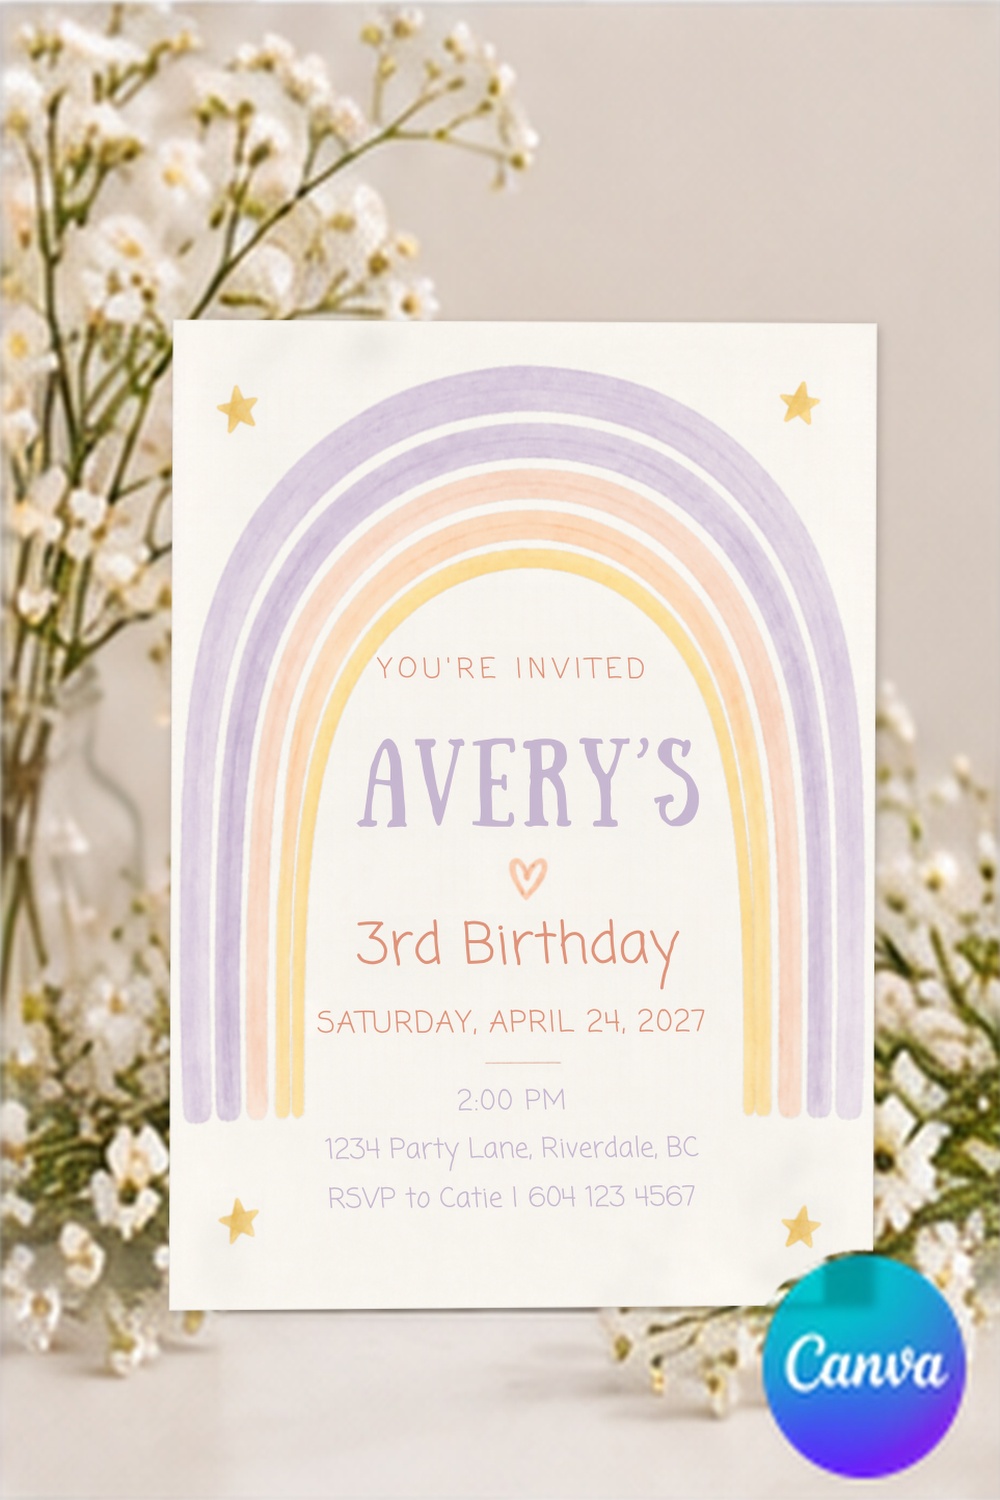 YOU'RE INVITED
AVERY'S
3rd Birthday
SATURDAY, APRIL 24, 2027
2:00 PM
1234 Party Lane, Riverdale, BC
RSVP to Catie | 604 123 4567
Canva